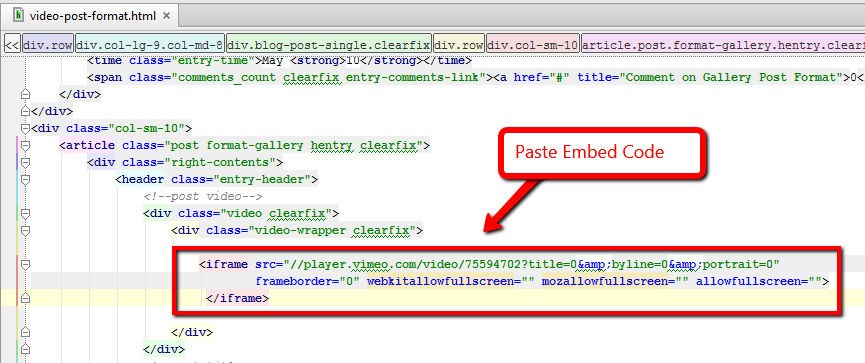 video-post-format.html
<< div.row div.col-lg-9.col-md-8 div.blog-post-single.clearfix div.row div.col-sm-10 article.post.format-gallery.hentry.clearfi
<time class="entry-time">May <strong>10</strong></time>
<span class="comments_count clearfix entry-comments-link"><a href="#" title="Comment on Gallery Post Format">0<
</div>
</div>
<div class="col-sm-10">
<article class="post format-gallery hentry clearfix">
<div class="right-contents">
<header class="entry-header">
Paste Embed Code
<!--post video-->
<div class="video clearfix">
<div class="video-wrapper clearfix">
<iframe src="//player.vimeo.com/video/75594702?title=0&amp;byline=0&amp;portrait=0"
frameborder="0" webkitallowfullscreen="" mozallowfullscreen="" allowfullscreen="">
</iframe>
</div>
</div>